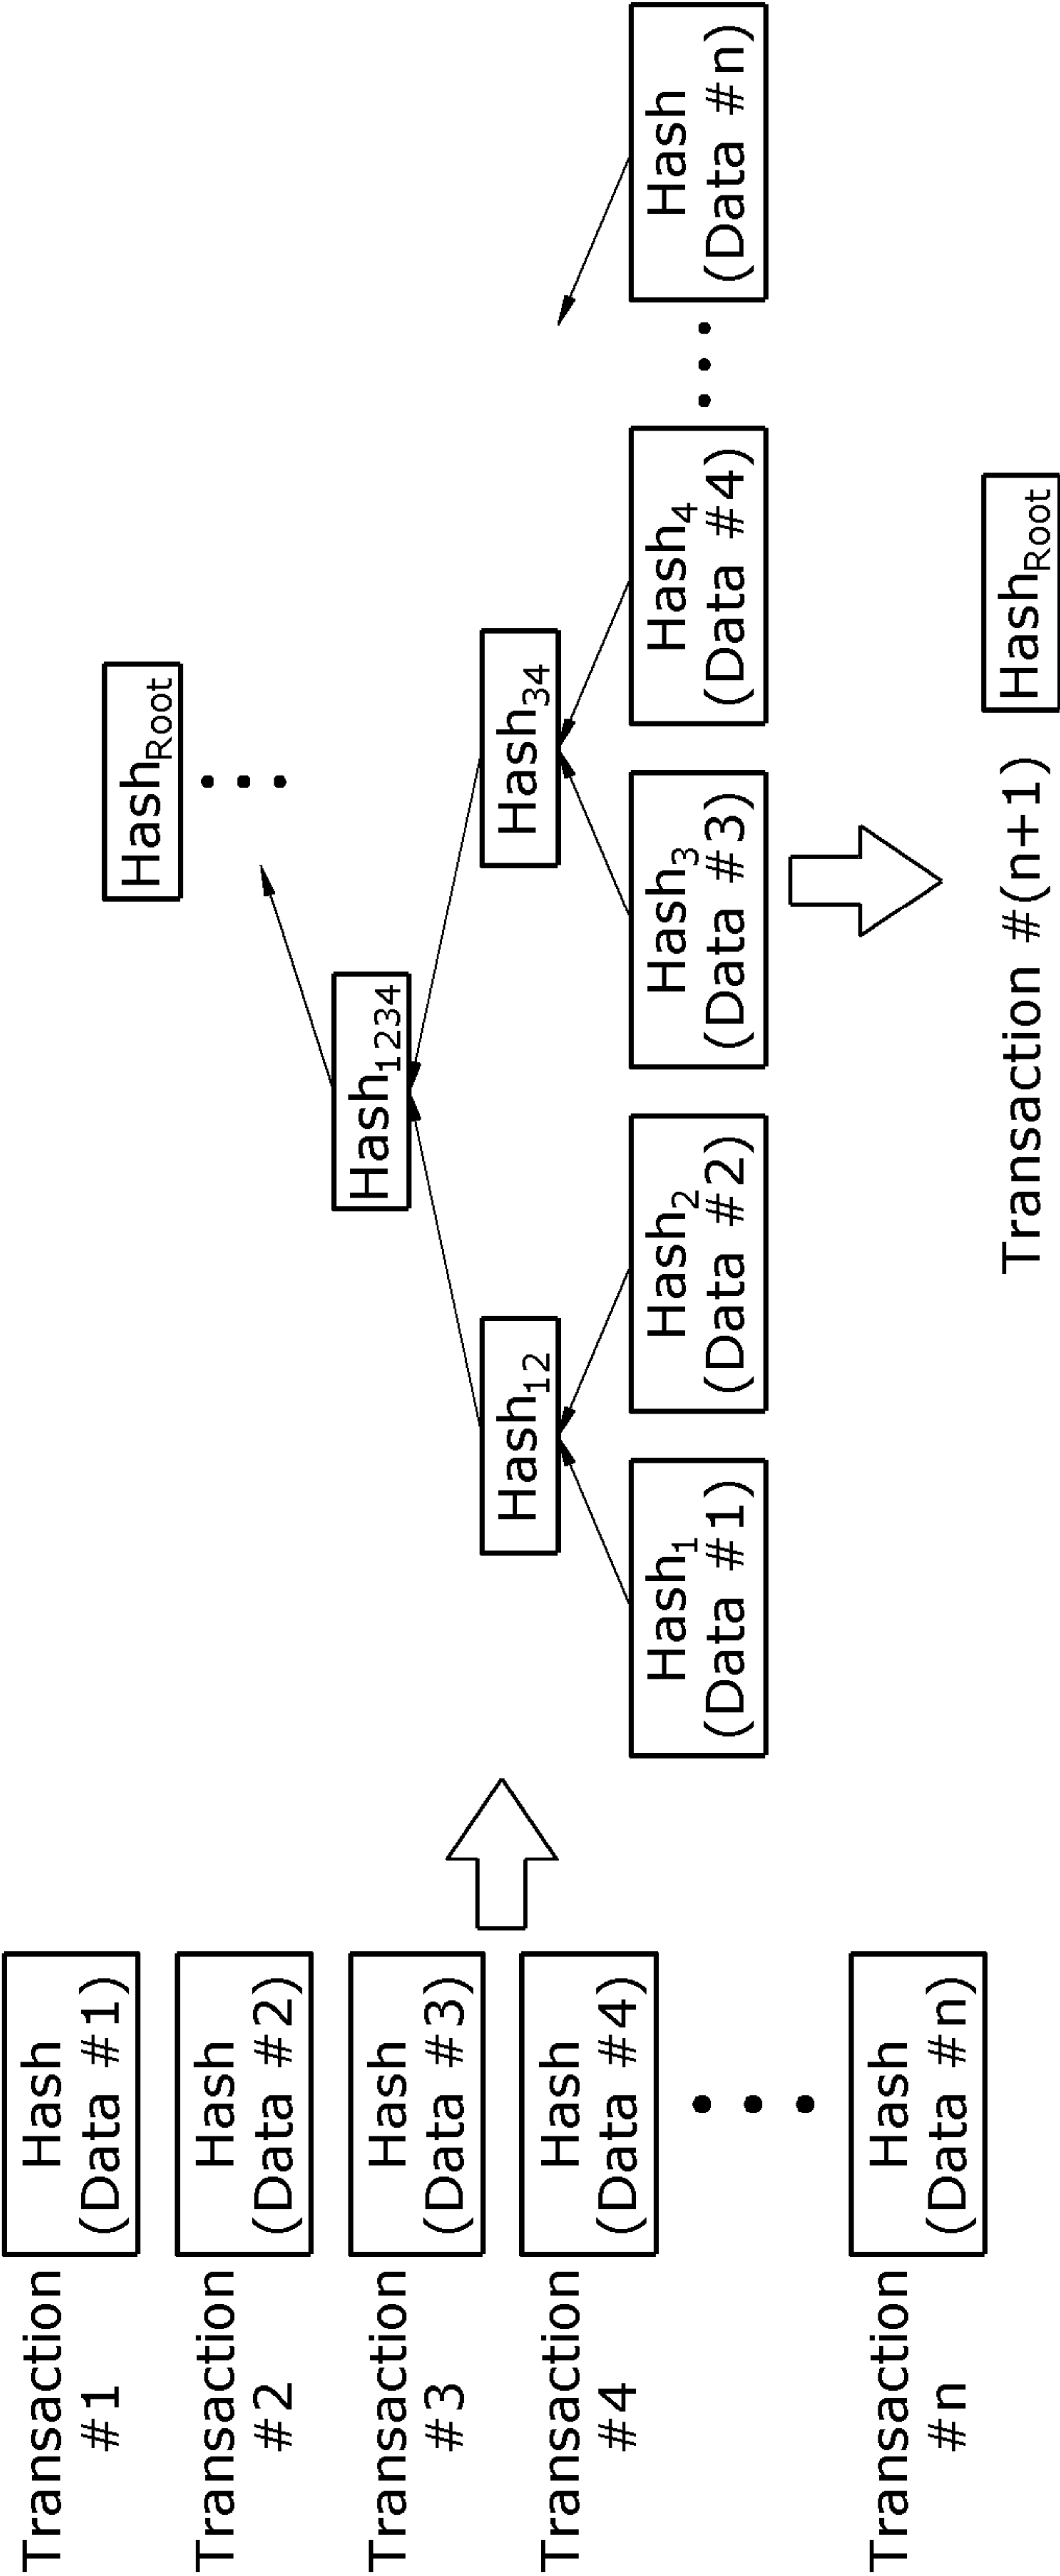 Transaction
#1
Hash
(Data #1)
Transaction
#2
Hash
(Data #2)
Transaction
#3
Hash
(Data #3)
Transaction
#4
Hash
(Data #4)
Transaction
#n
Hash
(Data #n)
HashRoot
Hash1234
Hash12
Hash34
Hash1
(Data #1)
Hash2
(Data #2)
Hash3
(Data #3)
Hash4
(Data #4)
Hash
(Data #n)
Transaction #(n+1)
HashRoot